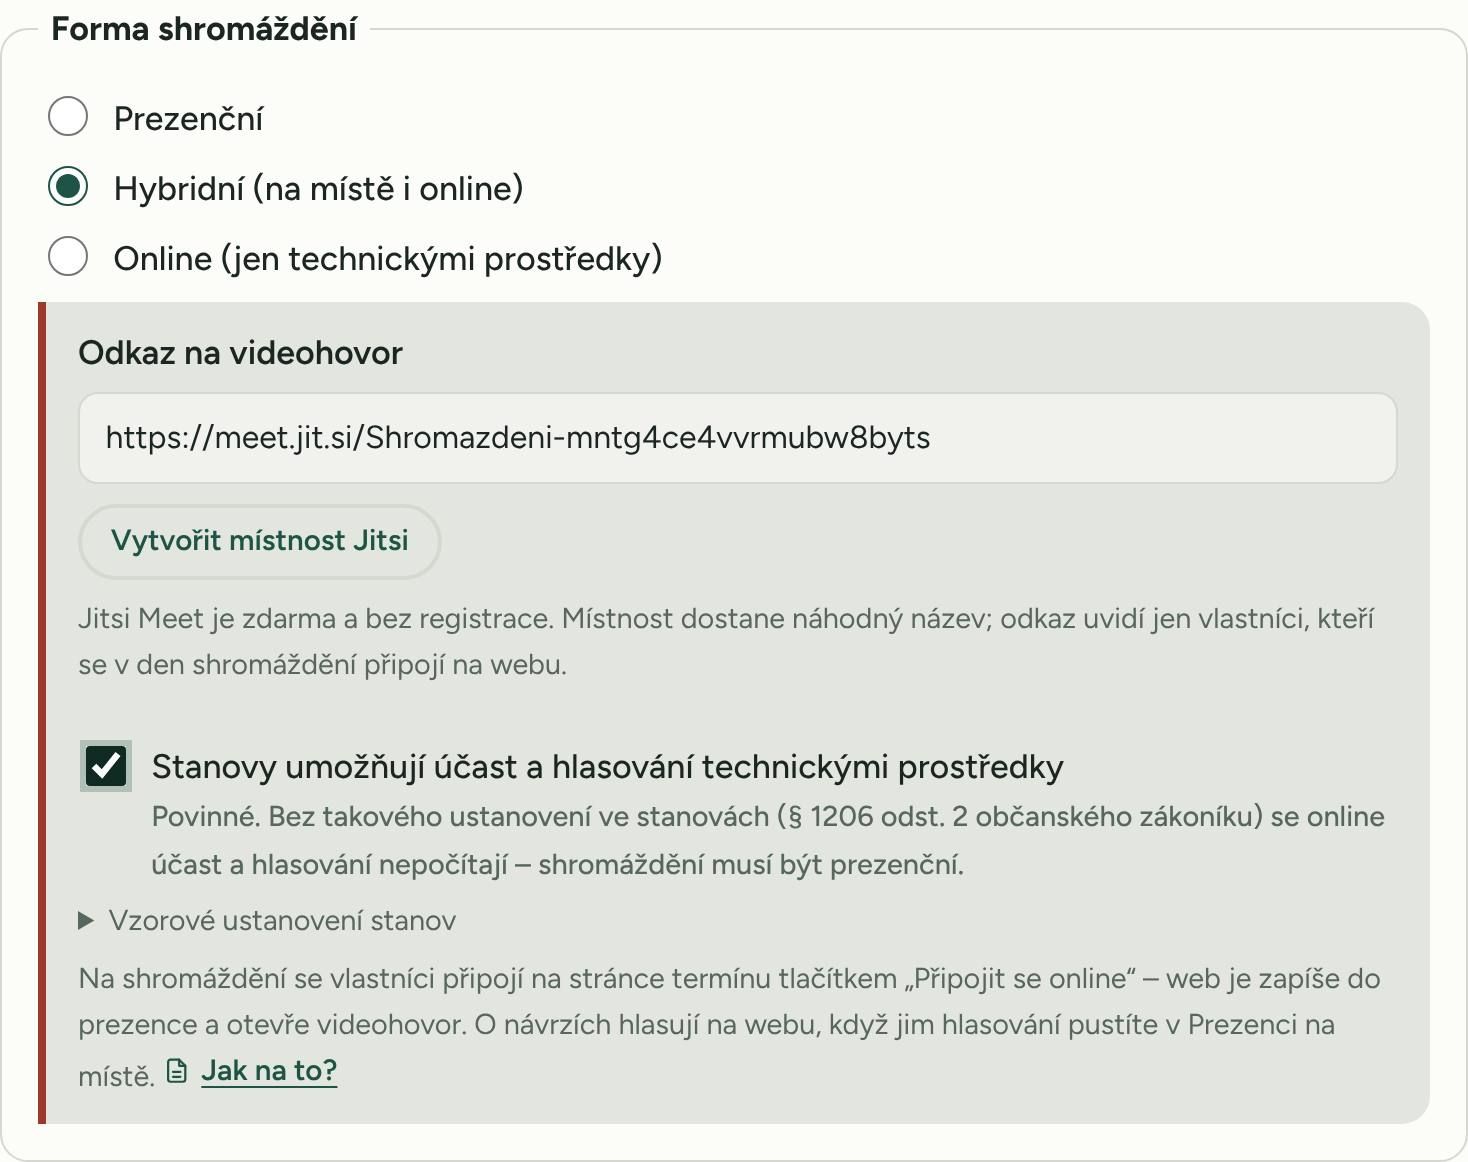 Forma shromáždění
Prezenční
Hybridní (na místě i online)
Online (jen technickými prostředky)
Odkaz na videohovor
https://meet.jit.si/Shromazdeni-mntg4ce4vvrmubw8byts
Vytvořit místnost Jitsi
Jitsi Meet je zdarma a bez registrace. Místnost dostane náhodný název; odkaz uvidí jen vlastníci, kteří
se v den shromáždění připojí na webu.
Stanovy umožňují účast a hlasování technickými prostředky
Povinné. Bez takového ustanovení ve stanovách (§ 1206 odst. 2 občanského zákoníku) se online
účast a hlasování nepočítají – shromáždění musí být prezenční.
Vzorové ustanovení stanov
Na shromáždění se vlastníci připojí na stránce termínu tlačítkem „Připojit se online“ – web je zapíše do
prezence a otevře videohovor. O návrzích hlasují na webu, když jim hlasování pustíte v Prezenci na
místě. Jak na to?